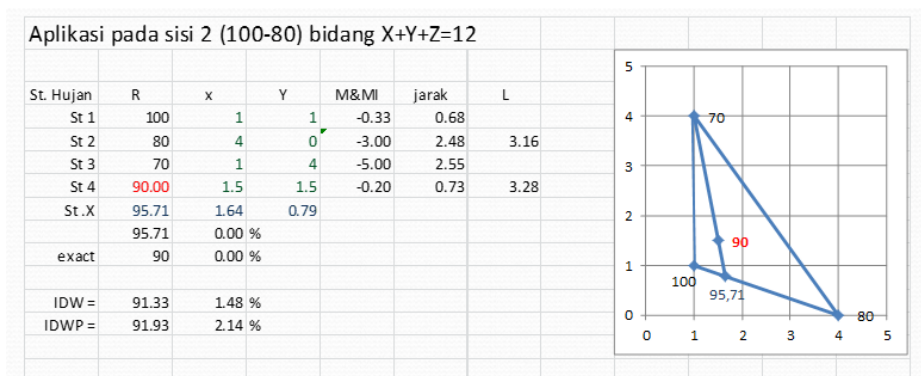 Aplikasi pada sisi 2 (100-80) bidang X+Y+Z=12
St. Hujan R x Y M&MI jarak L
St 1 100 1 1 -0.33 0.68
St 2 80 4 0 -3.00 2.48 3.16
St 3 70 1 4 -5.00 2.55
St 4 90.00 1.5 1.5 -0.20 0.73 3.28
St.X 95.71 1.64 0.79
95.71 0.00 %
exact 90 0.00 %
IDW = 91.33 1.48 %
IDWP = 91.93 2.14 %
5
4
3
2
1
0
70
90
100
95,71
80
0 1 2 3 4 5